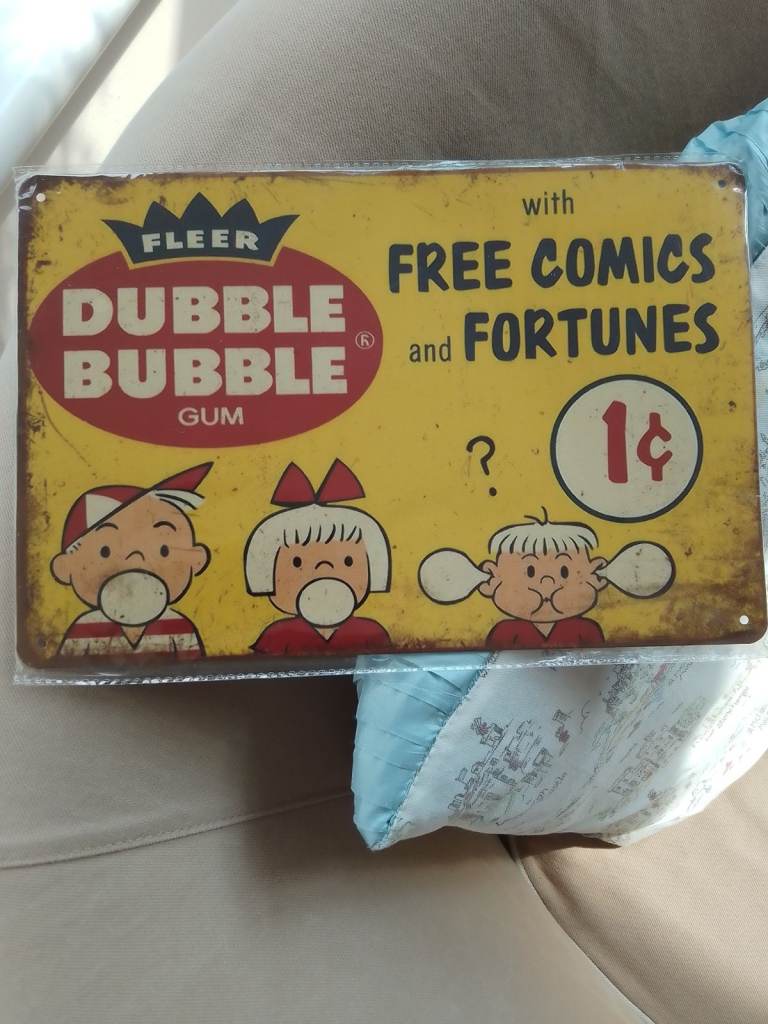 FLEER
DUBBLE
BUBBLE
®
GUM
with
FREE COMICS
and FORTUNES
1¢
?